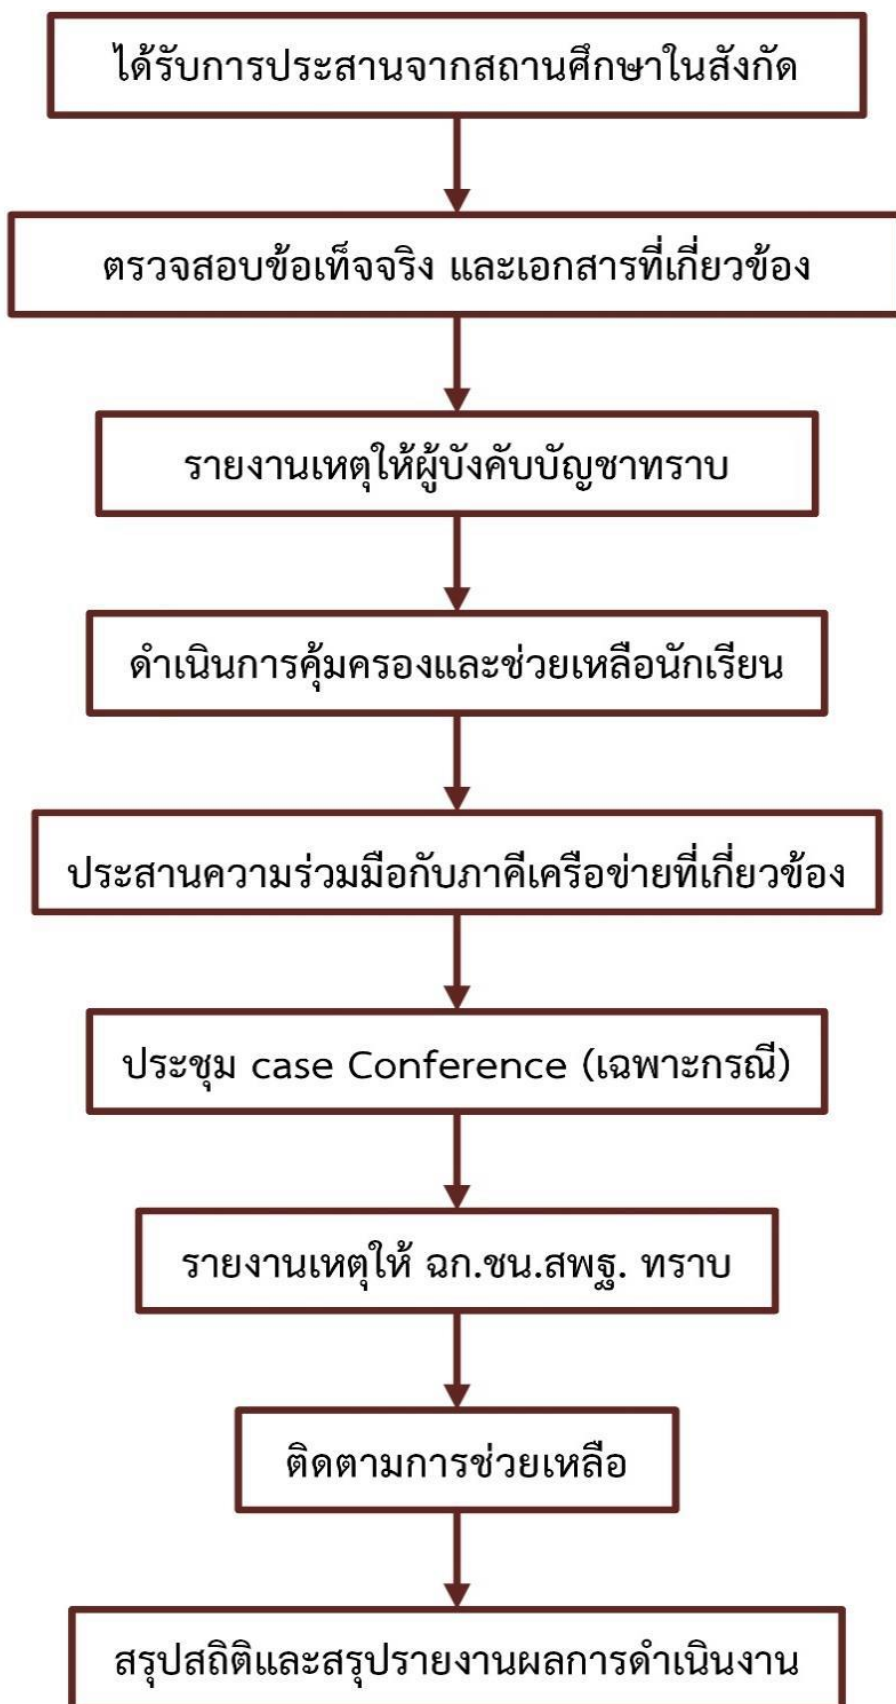 ได้รับการประสานจากสถานศึกษาในสังกัด
ตรวจสอบข้อเท็จจริง และเอกสารที่เกี่ยวข้อง
รายงานเหตุให้ผู้บังคับบัญชาทราบ
ดำเนินการคุ้มครองและช่วยเหลือนักเรียน
ประสานความร่วมมือกับภาคีเครือข่ายที่เกี่ยวข้อง
ประชุม case Conference (เฉพาะกรณี)
รายงานเหตุให้ ฉก.ชน.สพฐ. ทราบ
ติดตามการช่วยเหลือ
สรุปสถิติและสรุปรายงานผลการดำเนินงาน